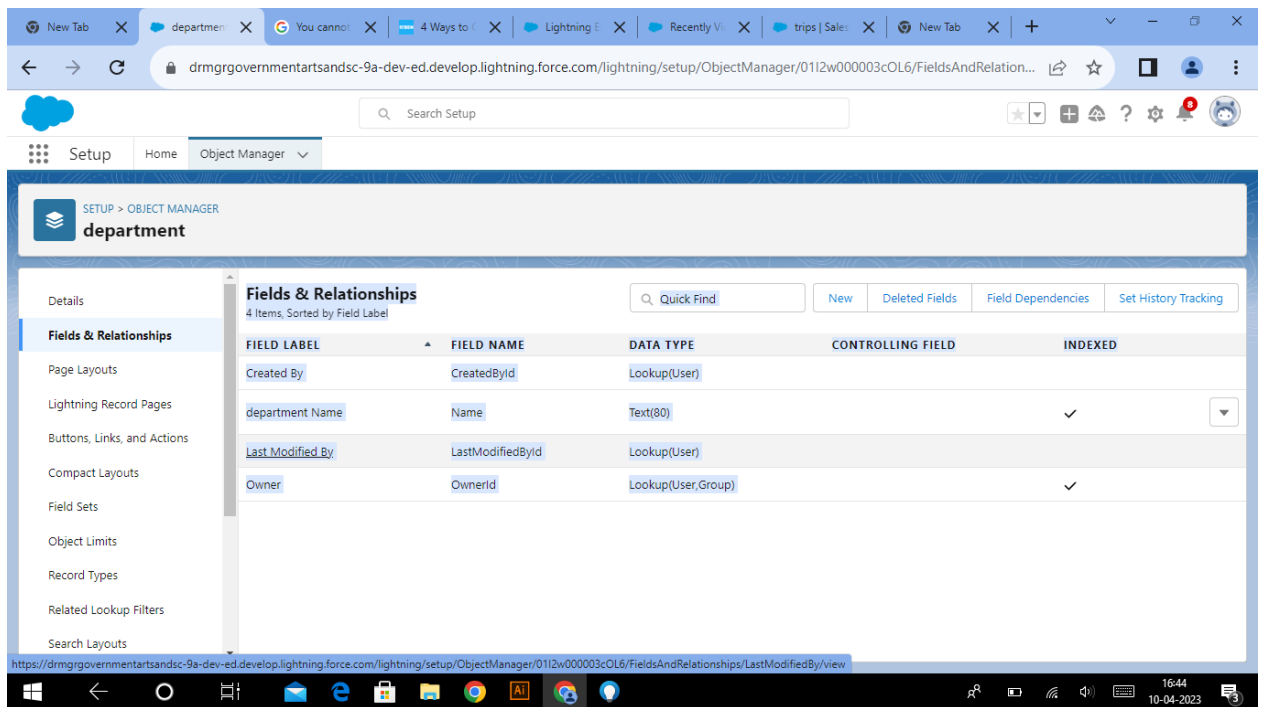 New Tab
departmen
You cannot
4 Ways to
Lightning E
Recently Vi
trips | Sales
New Tab
drmgrgovernmentartsandsc-9a-dev-ed.develop.lightning.force.com/lightning/setup/ObjectManager/01I2w000003cOL6/FieldsAndRelation...
Search Setup
8
Setup
Home
Object Manager
SETUP > OBJECT MANAGER
department
Details
Fields & Relationships
Page Layouts
Lightning Record Pages
Buttons, Links, and Actions
Compact Layouts
Field Sets
Object Limits
Record Types
Related Lookup Filters
Search Layouts
Fields & Relationships
4 Items, Sorted by Field Label
Quick Find
New
Deleted Fields
Field Dependencies
Set History Tracking
FIELD LABEL FIELD NAME DATA TYPE CONTROLLING FIELD INDEXED
Created By CreatedById Lookup(User)
department Name Name Text(80)
Last Modified By LastModifiedById Lookup(User)
Owner OwnerId Lookup(User,Group)
https://drmgrgovernmentartsandsc-9a-dev-ed.develop.lightning.force.com/lightning/setup/ObjectManager/01I2w000003cOL6/FieldsAndRelationships/LastModifiedBy/view
Ai
16:44
10-04-2023
3